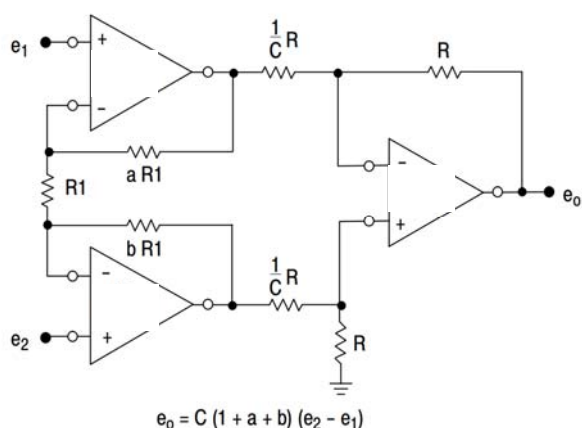 1/C R
R
e1
+
−
−
a R1
R1
+
eo
b R1
1/C R
−
e2
+
R
eo = C (1 + a + b) (e2 − e1)